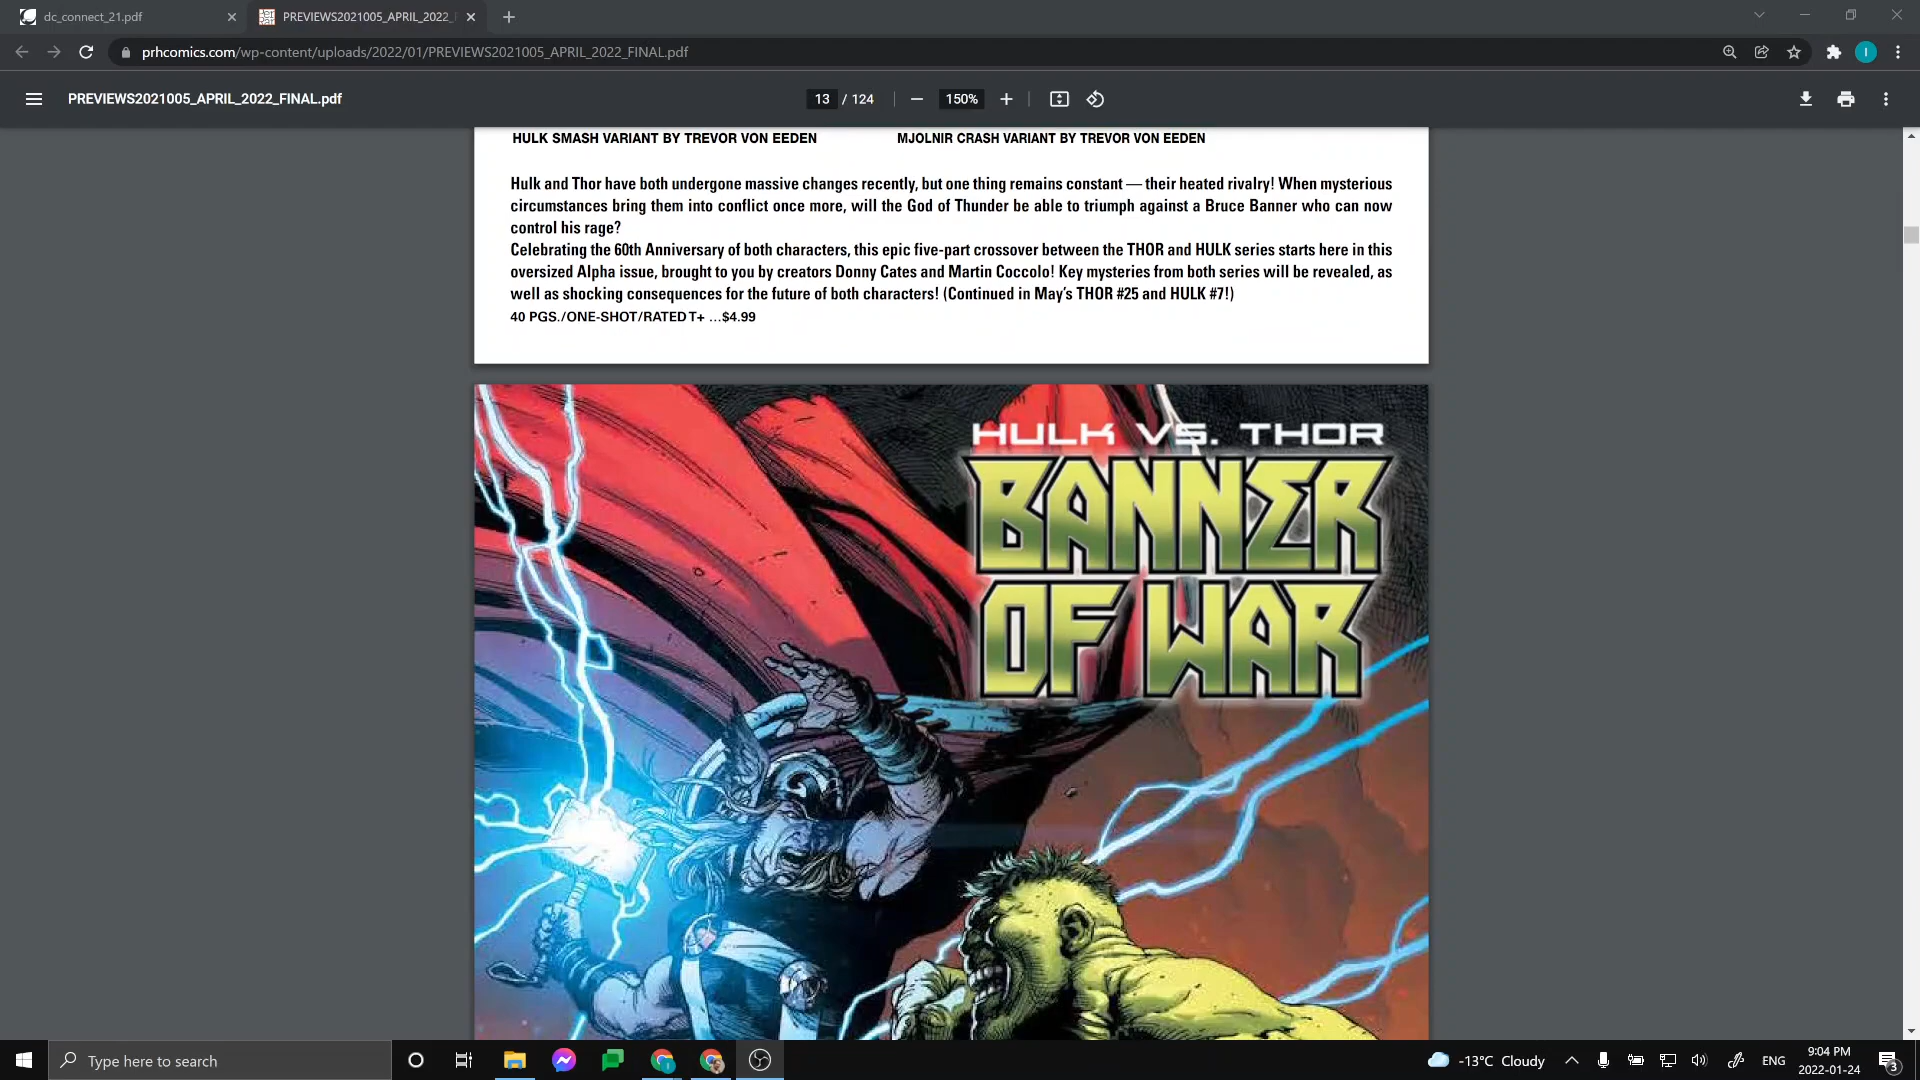 dc_connect_21.pdf
PREVIEWS2021005_APRIL_2022_F
prhcomics.com/wp-content/uploads/2022/01/PREVIEWS2021005_APRIL_2022_FINAL.pdf
I
PREVIEWS2021005_APRIL_2022_FINAL.pdf
13 / 124
150%
HULK SMASH VARIANT BY TREVOR VON EEDEN
MJOLNIR CRASH VARIANT BY TREVOR VON EEDEN
Hulk and Thor have both undergone massive changes recently, but one thing remains constant — their heated rivalry! When mysterious
circumstances bring them into conflict once more, will the God of Thunder be able to triumph against a Bruce Banner who can now
control his rage?
Celebrating the 60th Anniversary of both characters, this epic five-part crossover between the THOR and HULK series starts here in this
oversized Alpha issue, brought to you by creators Donny Cates and Martin Coccolo! Key mysteries from both series will be revealed, as
well as shocking consequences for the future of both characters! (Continued in May’s THOR #25 and HULK #7!)
40 PGS./ONE-SHOT/RATED T+ ...$4.99
HULK VS. THOR
BANNER
OF WAR
Type here to search
-13°C Cloudy
ENG
9:04 PM
2022-01-24
3